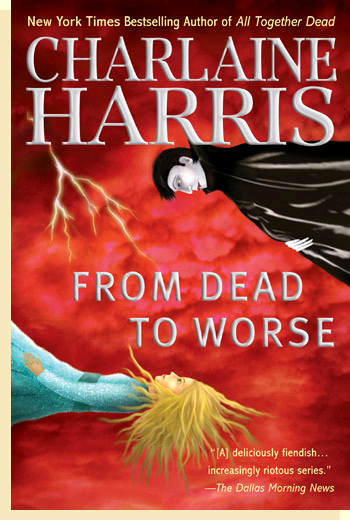 New York Times Bestselling Author of All Together Dead
CHARLAINE
HARRIS
FROM DEAD
TO WORSE
"[A] deliciously fiendish...
increasingly riotous series."
—The Dallas Morning News